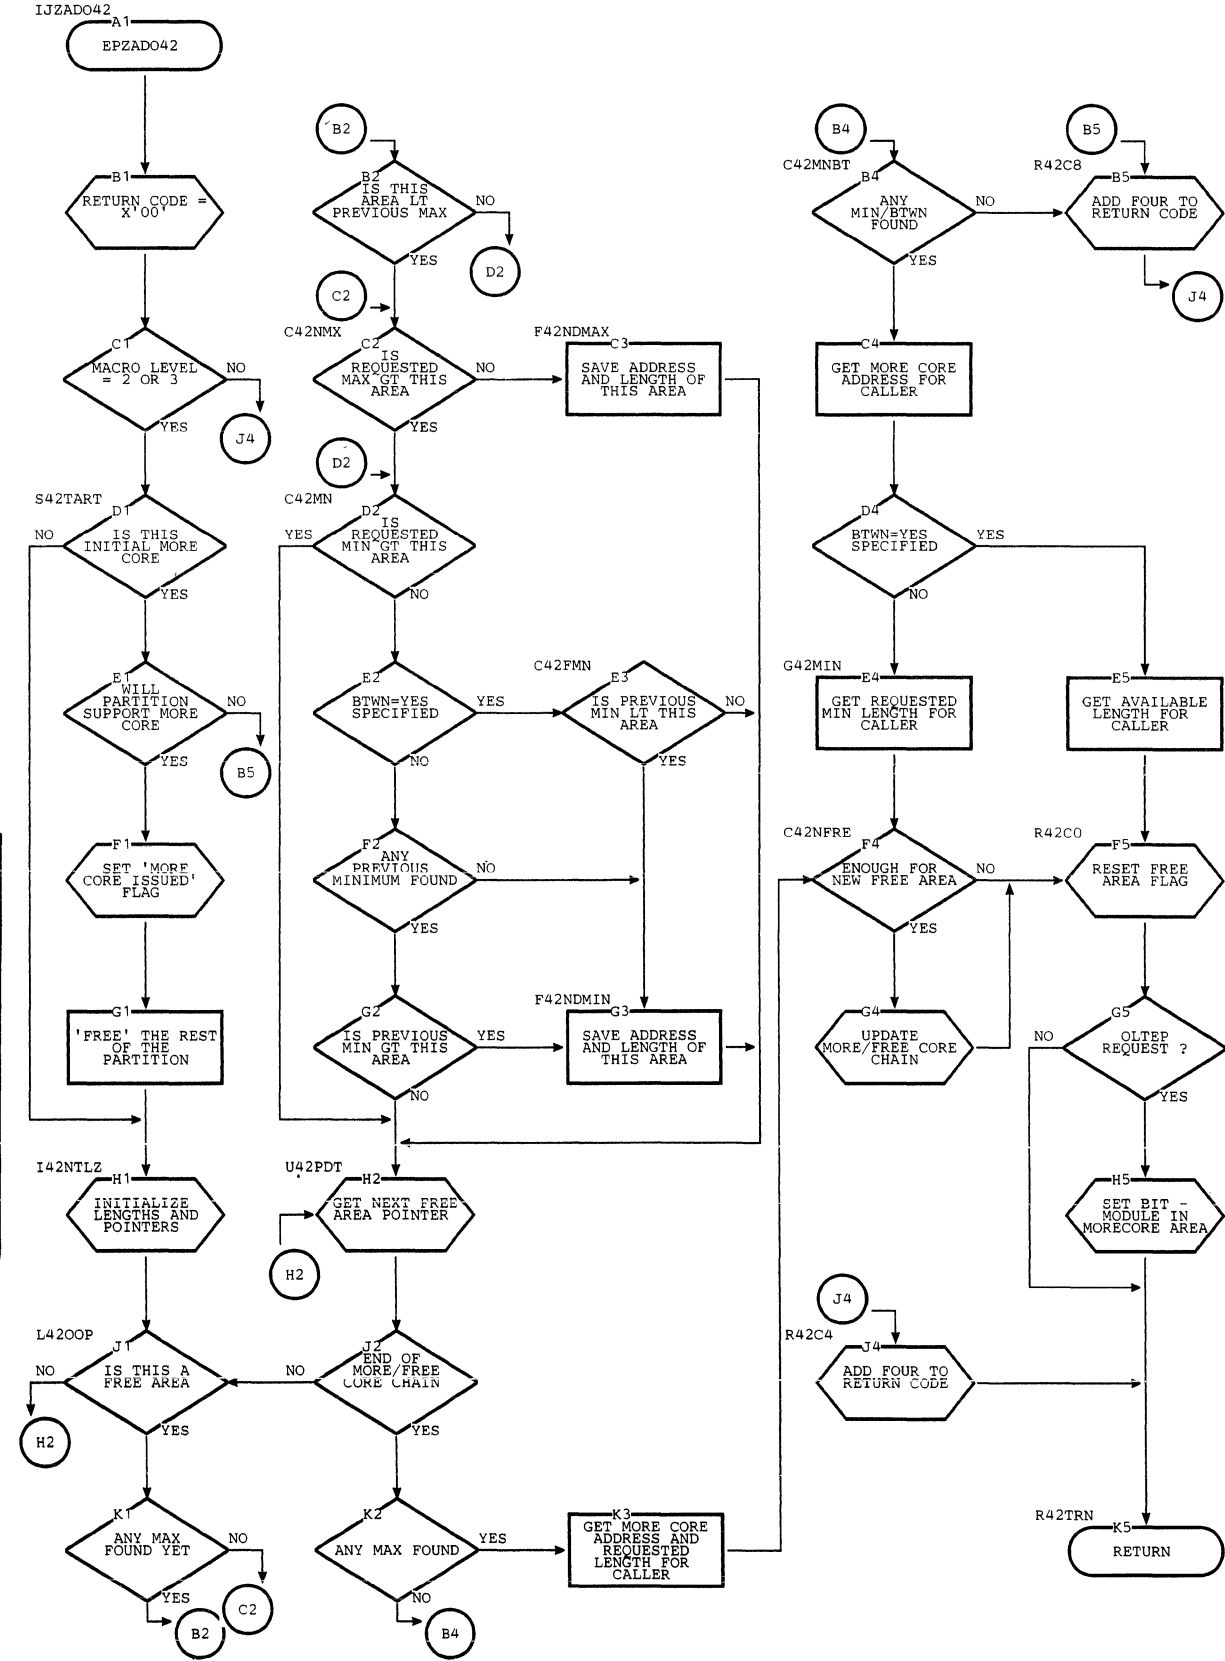 IJZADO42
A1
EPZADO42
B1
RETURN CODE =
X'00'
C1
MACRO LEVEL
= 2 OR 3
NO
YES
J4
S42TART
D1
IS THIS
INITIAL MORE
CORE
NO
YES
E1
WILL
PARTITION
SUPPORT MORE
CORE
NO
YES
B5
F1
SET 'MORE
CORE ISSUED'
FLAG
G1
'FREE' THE REST
OF THE
PARTITION
I42NTLZ
H1
INITIALIZE
LENGTHS AND
POINTERS
L42OOP
J1
IS THIS A
FREE AREA
NO
YES
H2
K1
ANY MAX
FOUND YET
NO
YES
C2
B2
B2
B2
IS THIS
AREA LT
PREVIOUS MAX
NO
YES
D2
C2
C42NMX
C2
IS
REQUESTED
MAX GT THIS
AREA
NO
YES
F42NDMAX
C3
SAVE ADDRESS
AND LENGTH OF
THIS AREA
D2
C42MN
D2
IS
REQUESTED
MIN GT THIS
AREA
YES
NO
E2
BTWN=YES
SPECIFIED
YES
NO
C42FMN
E3
IS PREVIOUS
MIN LT THIS
AREA
NO
YES
F2
ANY
PREVIOUS
MINIMUM FOUND
NO
YES
G2
IS PREVIOUS
MIN GT THIS
AREA
YES
NO
F42NDMIN
G3
SAVE ADDRESS
AND LENGTH OF
THIS AREA
U42PDT
H2
GET NEXT FREE
AREA POINTER
H2
J2
END OF
MORE/FREE
CORE CHAIN
NO
YES
K2
ANY MAX FOUND
YES
NO
B4
K3
GET MORE CORE
ADDRESS AND
REQUESTED
LENGTH FOR
CALLER
B4
C42MNBT
B4
ANY
MIN/BTWN
FOUND
NO
YES
B5
R42C8
B5
ADD FOUR TO
RETURN CODE
J4
C4
GET MORE CORE
ADDRESS FOR
CALLER
D4
BTWN=YES
SPECIFIED
YES
NO
G42MIN
E4
GET REQUESTED
MIN LENGTH FOR
CALLER
E5
GET AVAILABLE
LENGTH FOR
CALLER
C42NFRE
F4
ENOUGH FOR
NEW FREE AREA
NO
YES
R42C0
F5
RESET FREE
AREA FLAG
G4
UPDATE
MORE/FREE CORE
CHAIN
G5
OLTEP
REQUEST ?
NO
YES
H5
SET BIT -
MODULE IN
MORECORE AREA
J4
R42C4
J4
ADD FOUR TO
RETURN CODE
R42TRN
K5
RETURN